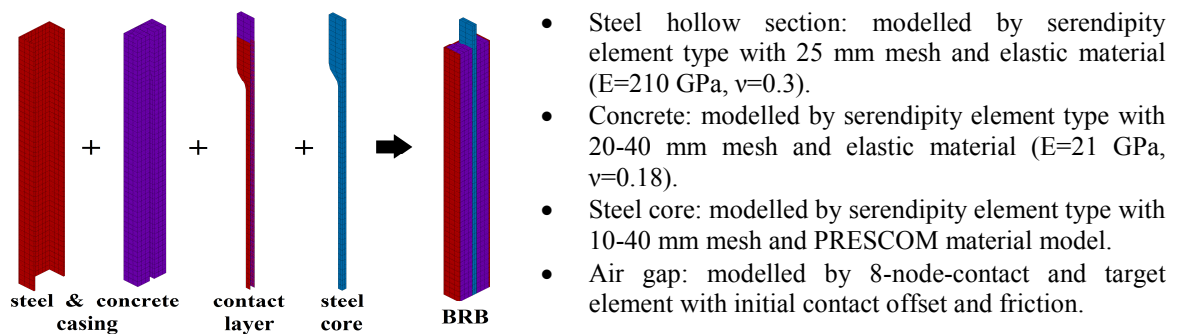 + + +
steel & concrete
casing
contact
layer
steel
core
BRB
• Steel hollow section: modelled by serendipity
element type with 25 mm mesh and elastic material
(E=210 GPa, ν=0.3).
• Concrete: modelled by serendipity element type with
20-40 mm mesh and elastic material (E=21 GPa,
ν=0.18).
• Steel core: modelled by serendipity element type with
10-40 mm mesh and PRESCOM material model.
• Air gap: modelled by 8-node-contact and target
element with initial contact offset and friction.